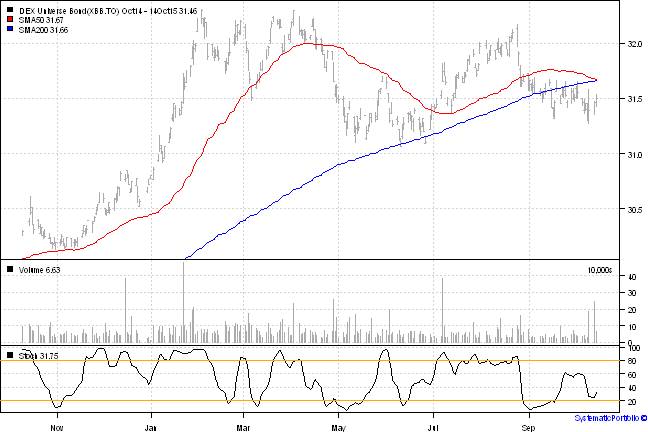 DEX Universe Bond(XBB.TO) Oct14 - 14Oct15 31.46
SMA50 31.67
SMA200 31.66
32.0
31.5
31.0
30.5
Volume 6.63
10,000s
40
30
20
10
0
100
Stoch 31.75
80
60
40
20
Nov Jan Mar May Jul Sep
SystematicPortfolio ©